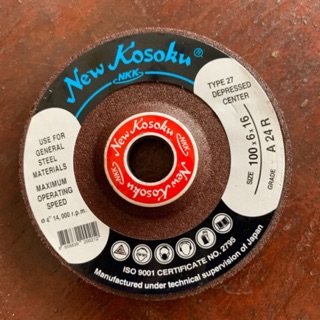 New Kosoku®
NKK
TYPE 27
DEPRESSED
CENTER
SIZE 100 x 6 x 16
GRADE A 24 R
USE FOR
GENERAL
STEEL
MATERIALS
MAXIMUM
OPERATING
SPEED
ø 4" 14,000 r.p.m.
New Kosoku
NKK
New Kosoku
NKK
ISO 9001 CERTIFICATE NO. 2795
Manufactured under technical supervision of Japan